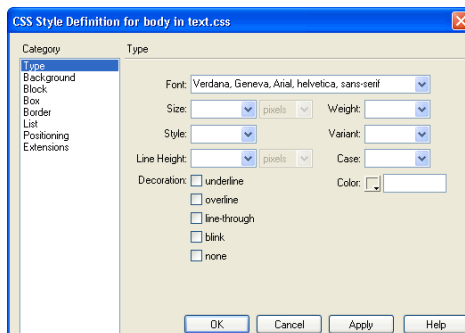 CSS Style Definition for body in text.css
Category
Type
Background
Block
Box
Border
List
Positioning
Extensions
Type
Font: Verdana, Geneva, Arial, helvetica, sans-serif
Size: pixels Weight:
Style: Variant:
Line Height: pixels Case:
Decoration: underline Color:
overline
line-through
blink
none
OK Cancel Apply Help